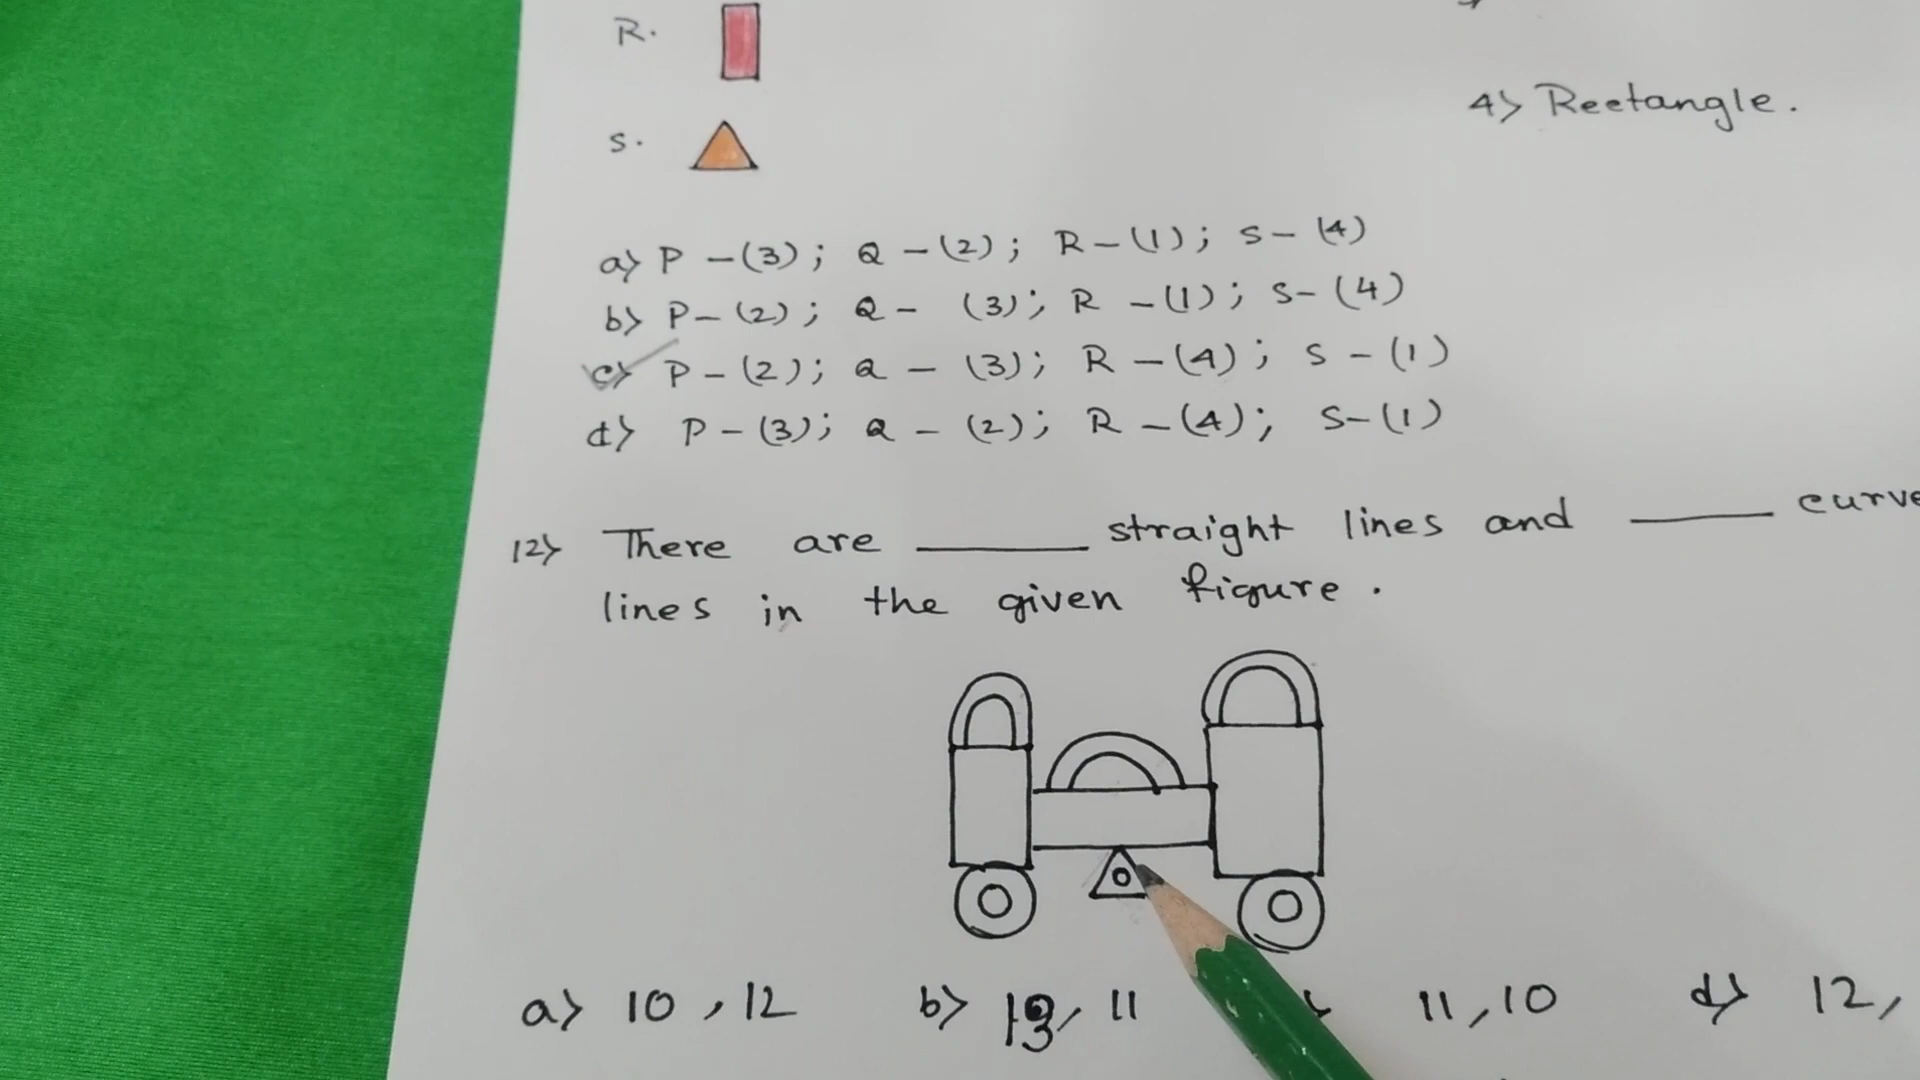 R.
4) Rectangle.
S.
a) P - (3); Q - (2); R - (1); S - (4)
b) P - (2); Q - (3); R - (1); S - (4)
c) P - (2); Q - (3); R - (4); S - (1)
d) P - (3); Q - (2); R - (4); S - (1)
12) There are ______ straight lines and ______ curve
lines in the given figure.
a) 10, 12 b) 13, 11 11, 10 d) 12,